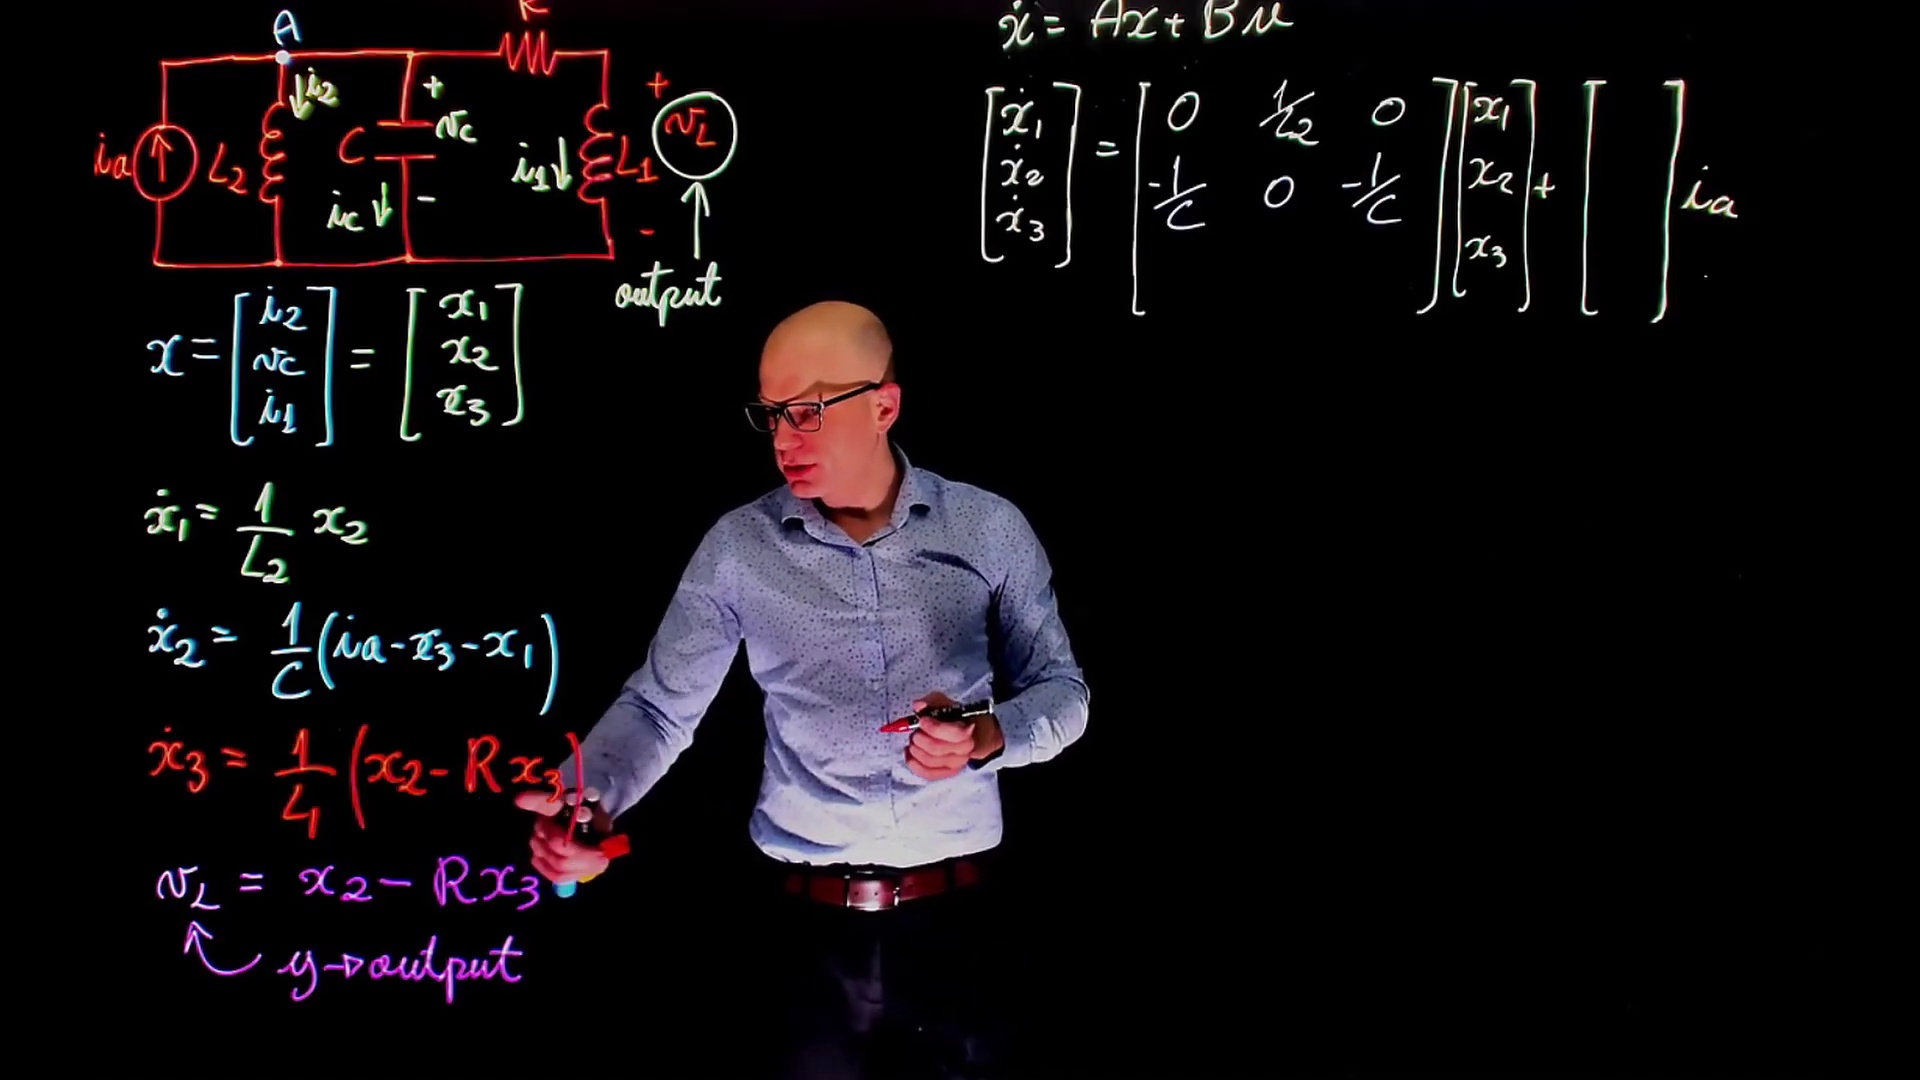 A
R
i2
+
+
ia
L2
C
vc
i1
L1
vL
ic
-
-
output
x = [i2 vc i1] = [x1 x2 x3]
ẋ1 = 1/L2 x2
ẋ2 = 1/C (ia - x3 - x1)
ẋ3 = 1/L1 (x2 - Rx3)
vL = x2 - Rx3
y → output
ẋ = Ax + Bu
[ẋ1 ẋ2 ẋ3] = [0 1/L2 0
-1/C 0 -1/C] [x1 x2 x3] + [ ] ia